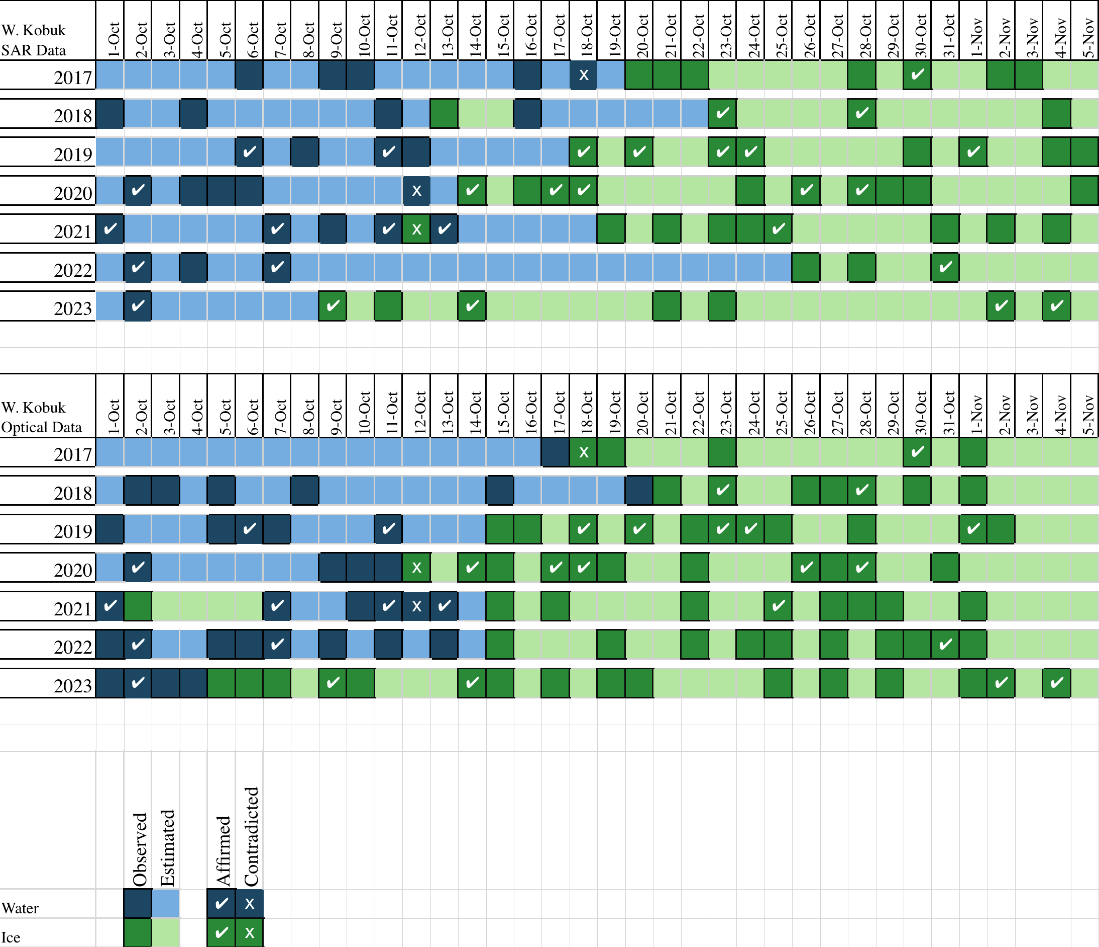 W. Kobuk
SAR Data
1-Oct 2-Oct 3-Oct 4-Oct 5-Oct 6-Oct 7-Oct 8-Oct 9-Oct 10-Oct 11-Oct 12-Oct 13-Oct 14-Oct 15-Oct 16-Oct 17-Oct 18-Oct 19-Oct 20-Oct 21-Oct 22-Oct 23-Oct 24-Oct 25-Oct 26-Oct 27-Oct 28-Oct 29-Oct 30-Oct 31-Oct 1-Nov 2-Nov 3-Nov 4-Nov 5-Nov
2017 x ✓
2018 ✓ ✓
2019 ✓ ✓ ✓ ✓ ✓ ✓ ✓
2020 ✓ x ✓ ✓ ✓ ✓ ✓
2021 ✓ ✓ ✓ x ✓ ✓
2022 ✓ ✓ ✓
2023 ✓ ✓ ✓ ✓ ✓
W. Kobuk
Optical Data
1-Oct 2-Oct 3-Oct 4-Oct 5-Oct 6-Oct 7-Oct 8-Oct 9-Oct 10-Oct 11-Oct 12-Oct 13-Oct 14-Oct 15-Oct 16-Oct 17-Oct 18-Oct 19-Oct 20-Oct 21-Oct 22-Oct 23-Oct 24-Oct 25-Oct 26-Oct 27-Oct 28-Oct 29-Oct 30-Oct 31-Oct 1-Nov 2-Nov 3-Nov 4-Nov 5-Nov
2017 x ✓
2018 ✓ ✓
2019 ✓ ✓ ✓ ✓ ✓ ✓ ✓
2020 ✓ x ✓ ✓ ✓ ✓ ✓
2021 ✓ ✓ ✓ x ✓ ✓
2022 ✓ ✓ ✓
2023 ✓ ✓ ✓ ✓ ✓
Observed Estimated Affirmed Contradicted
Water ✓ x
Ice ✓ x